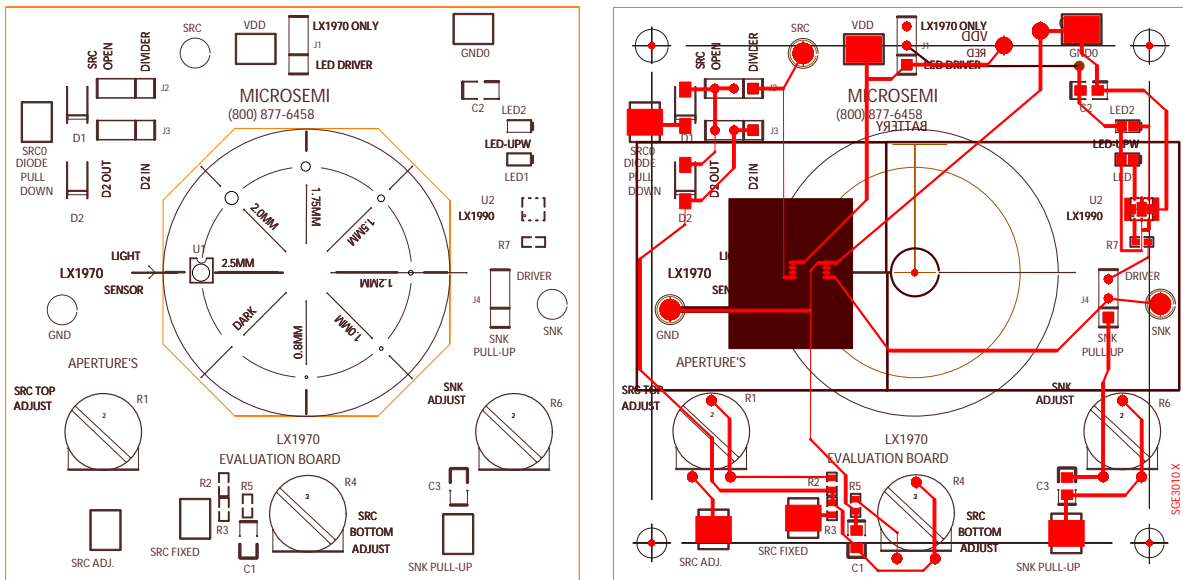 SRC
VDD
LX1970 ONLY
J1
LED DRIVER
GND0
SRC
OPEN
DIVIDER
J2
J3
D1
SRC0
DIODE
PULL
DOWN
D2 OUT
D2 IN
D2
MICROSEMI
(800) 877-6458
C2
LED2
LED-UPW
LED1
U2
LX1990
R7
1.75MM
2.0MM
1.5MM
U1
2.5MM
1.2MM
LIGHT
LX1970
SENSOR
DARK
0.8MM
1.0MM
GND
DRIVER
J4
SNK
SNK
PULL-UP
APERTURE'S
SRC TOP
ADJUST
R1
SNK
ADJUST
R6
LX1970
EVALUATION BOARD
R2
R5
R4
2
2
2
R3
C1
C3
SRC
BOTTOM
ADJUST
SRC ADJ.
SRC FIXED
SNK PULL-UP
SRC
VDD
LX1970 ONLY
VDD
RED
J1
LED DRIVER
GND0
SRC
OPEN
DIVIDER
J2
J3
D1
SRC0
DIODE
PULL
DOWN
D2 OUT
D2 IN
D2
MICROSEMI
(800) 877-6458
BATTERY
C2
LED2
LED-UPW
LED1
U2
LX1990
R7
LX1970
GND
DRIVER
J4
SNK
SNK
PULL-UP
APERTURE'S
SRC TOP
ADJUST
R1
SNK
ADJUST
R6
LX1970
EVALUATION BOARD
R2
R5
R4
2
2
2
R3
C1
C3
SRC
BOTTOM
ADJUST
SRC ADJ.
SRC FIXED
SNK PULL-UP
SGE3010 X